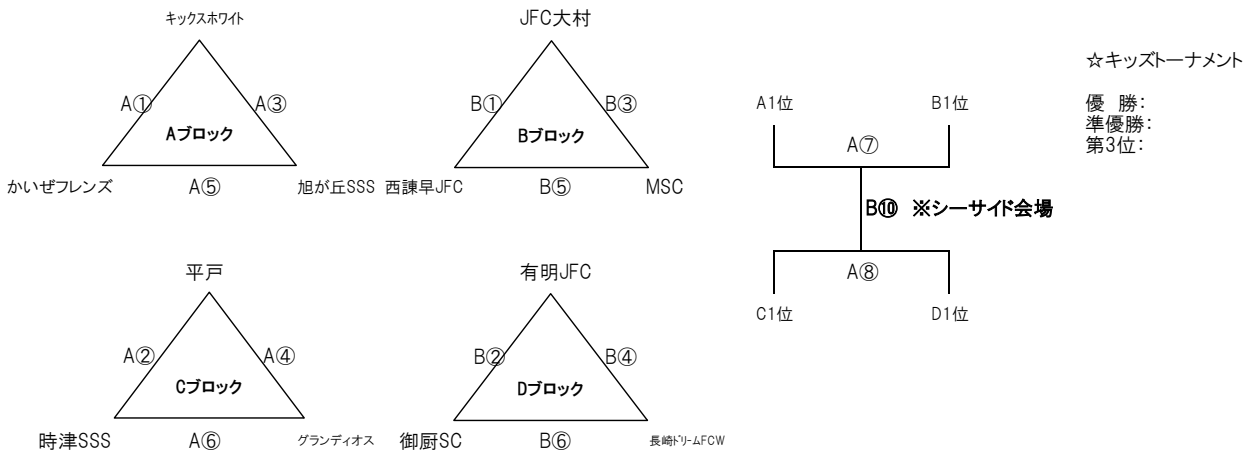 キックスホワイト
A①
A③
Aブロック
かいぜフレンズ
A⑤
旭が丘SSS
JFC大村
B①
B③
Bブロック
西諫早JFC
B⑤
MSC
A1位
B1位
A⑦
B⑩ ※シーサイド会場
A⑧
C1位
D1位
☆キッズトーナメント
優 勝:
準優勝:
第3位:
平戸
A②
A④
Cブロック
時津SSS
A⑥
グランディオス
有明JFC
B②
B④
Dブロック
御厨SC
B⑥
長崎ドリームFCW